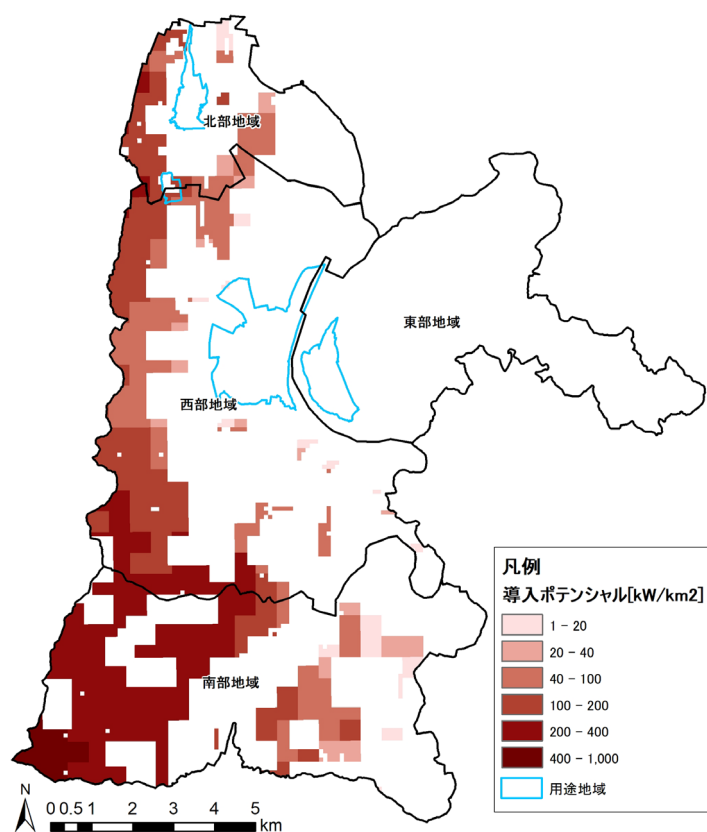 北部地域
東部地域
西部地域
南部地域
凡例
導入ポテンシャル[kW/km2]
1 - 20
20 - 40
40 - 100
100 - 200
200 - 400
400 - 1,000
用途地域
N
0 0.5 1 2 3 4 5
km